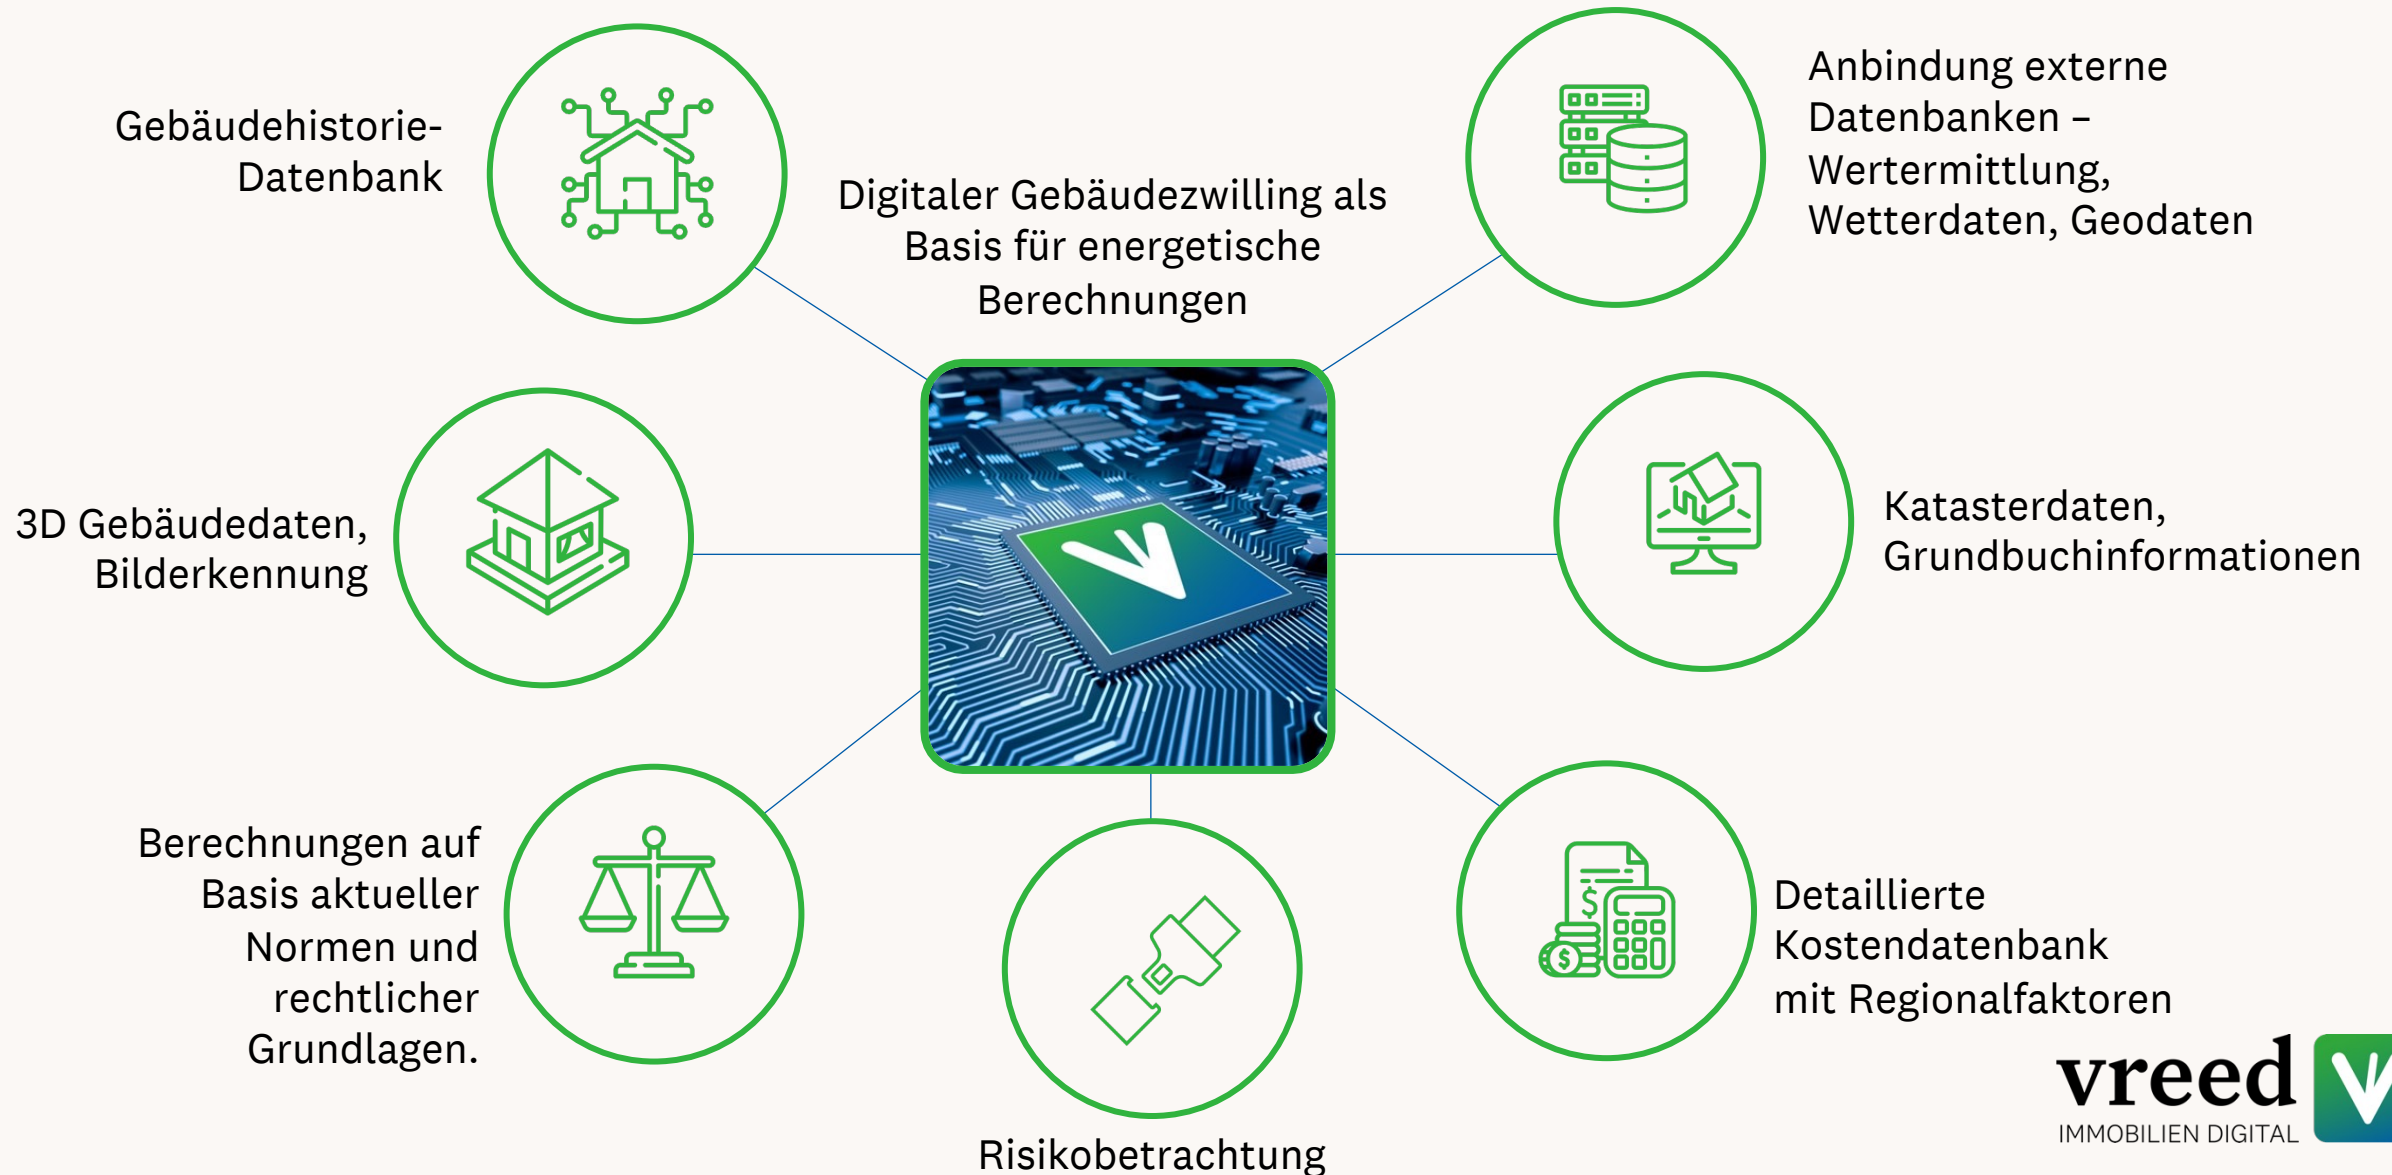 Gebäudehistorie-
Datenbank
Digitaler Gebäudezwilling als
Basis für energetische
Berechnungen
Anbindung externe
Datenbanken –
Wertermittlung,
Wetterdaten, Geodaten
3D Gebäudedaten,
Bilderkennung
Katasterdaten,
Grundbuchinformationen
Berechnungen auf
Basis aktueller
Normen und
rechtlicher
Grundlagen.
Risikobetrachtung
Detaillierte
Kostendatenbank
mit Regionalfaktoren
vreed
IMMOBILIEN DIGITAL